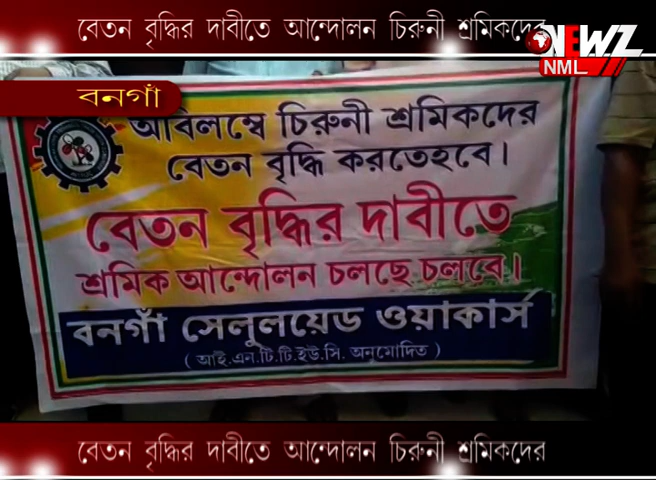 বেতন বৃদ্ধির দাবীতে আন্দোলন চিরুনী শ্রমিকদের
NEWZ
NML
বনগাঁ
অবিলম্বে চিরুনী শ্রমিকদের
বেতন বৃদ্ধি করতেহবে।
বেতন বৃদ্ধির দাবীতে
শ্রমিক আন্দোলন চলছে চলবে।
বনগাঁ সেলুলয়েড ওয়াকার্স
( আই.এন.টি.টি.ইউ.সি. অনুমোদিত )
বেতন বৃদ্ধির দাবীতে আন্দোলন চিরুনী শ্রমিকদের